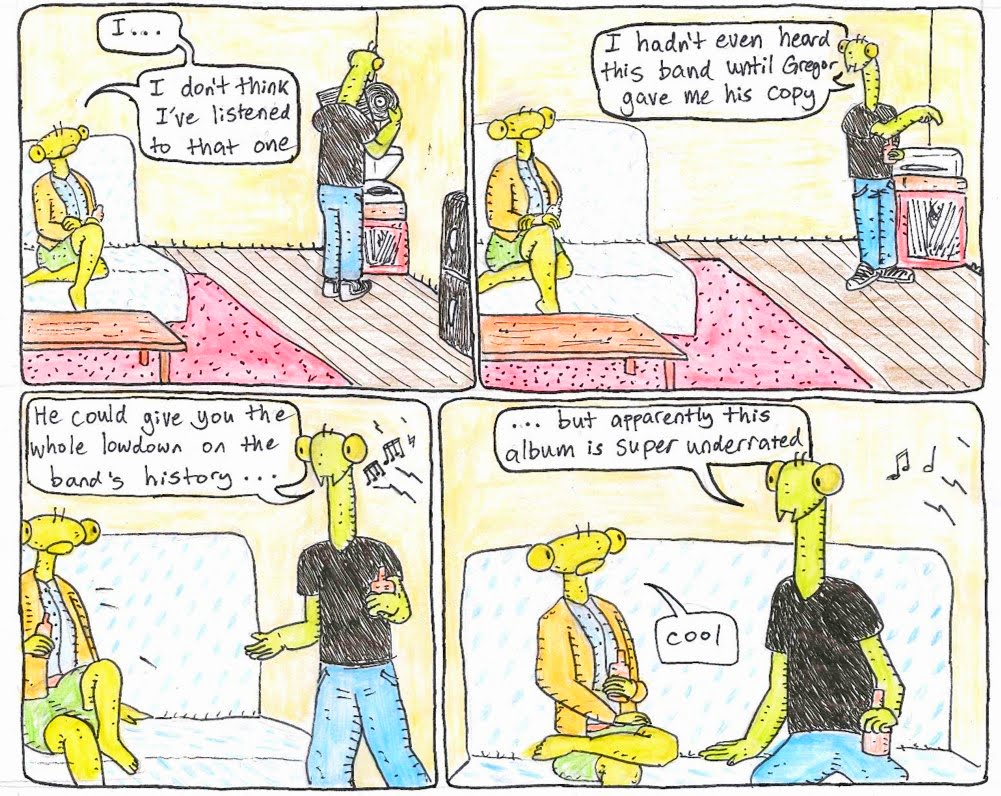 I...
I don't think
I've listened
to that one
I hadn't even heard
this band until Gregor
gave me his copy
He could give you the
whole lowdown on the
band's history...
... but apparently this
album is super underrated
cool